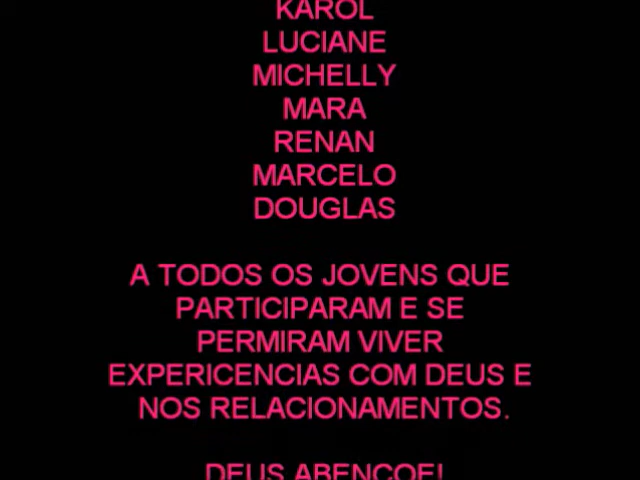 KAROL
LUCIANE
MICHELLY
MARA
RENAN
MARCELO
DOUGLAS
A TODOS OS JOVENS QUE
PARTICIPARAM E SE
PERMIRAM VIVER
EXPERICENCIAS COM DEUS E
NOS RELACIONAMENTOS.
DEUS ABENÇOE!